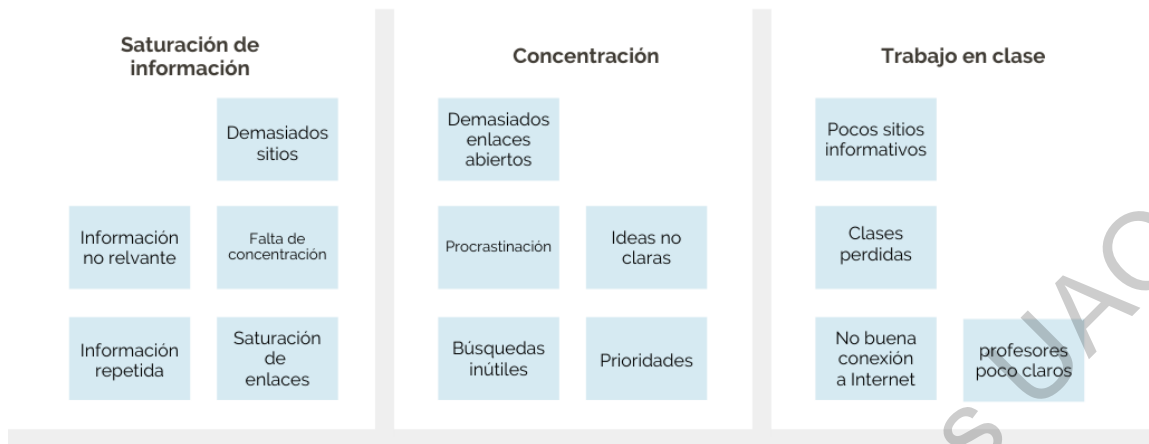 Saturación de
información
Demasiados
sitios
Información
no relvante
Falta de
concentración
Información
repetida
Saturación
de
enlaces
Concentración
Demasiados
enlaces
abiertos
Procrastinación
Ideas no
claras
Búsquedas
inútiles
Prioridades
Trabajo en clase
Pocos sitios
informativos
Clases
perdidas
No buena
conexión
a Internet
profesores
poco claros
s UAQ